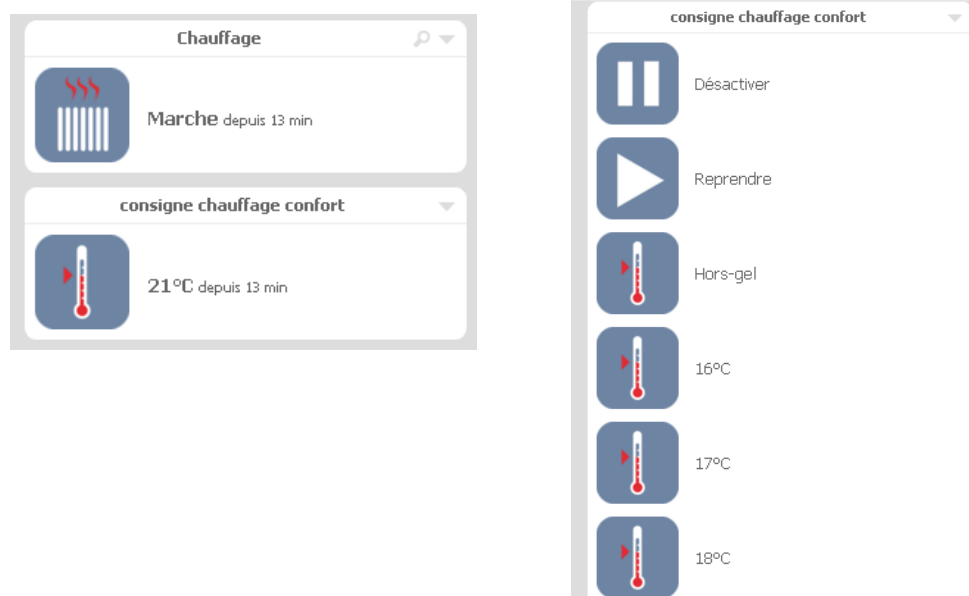 Chauffage
Marche depuis 13 min
consigne chauffage confort
21°C depuis 13 min
consigne chauffage confort
Désactiver
Reprendre
Hors-gel
16°C
17°C
18°C